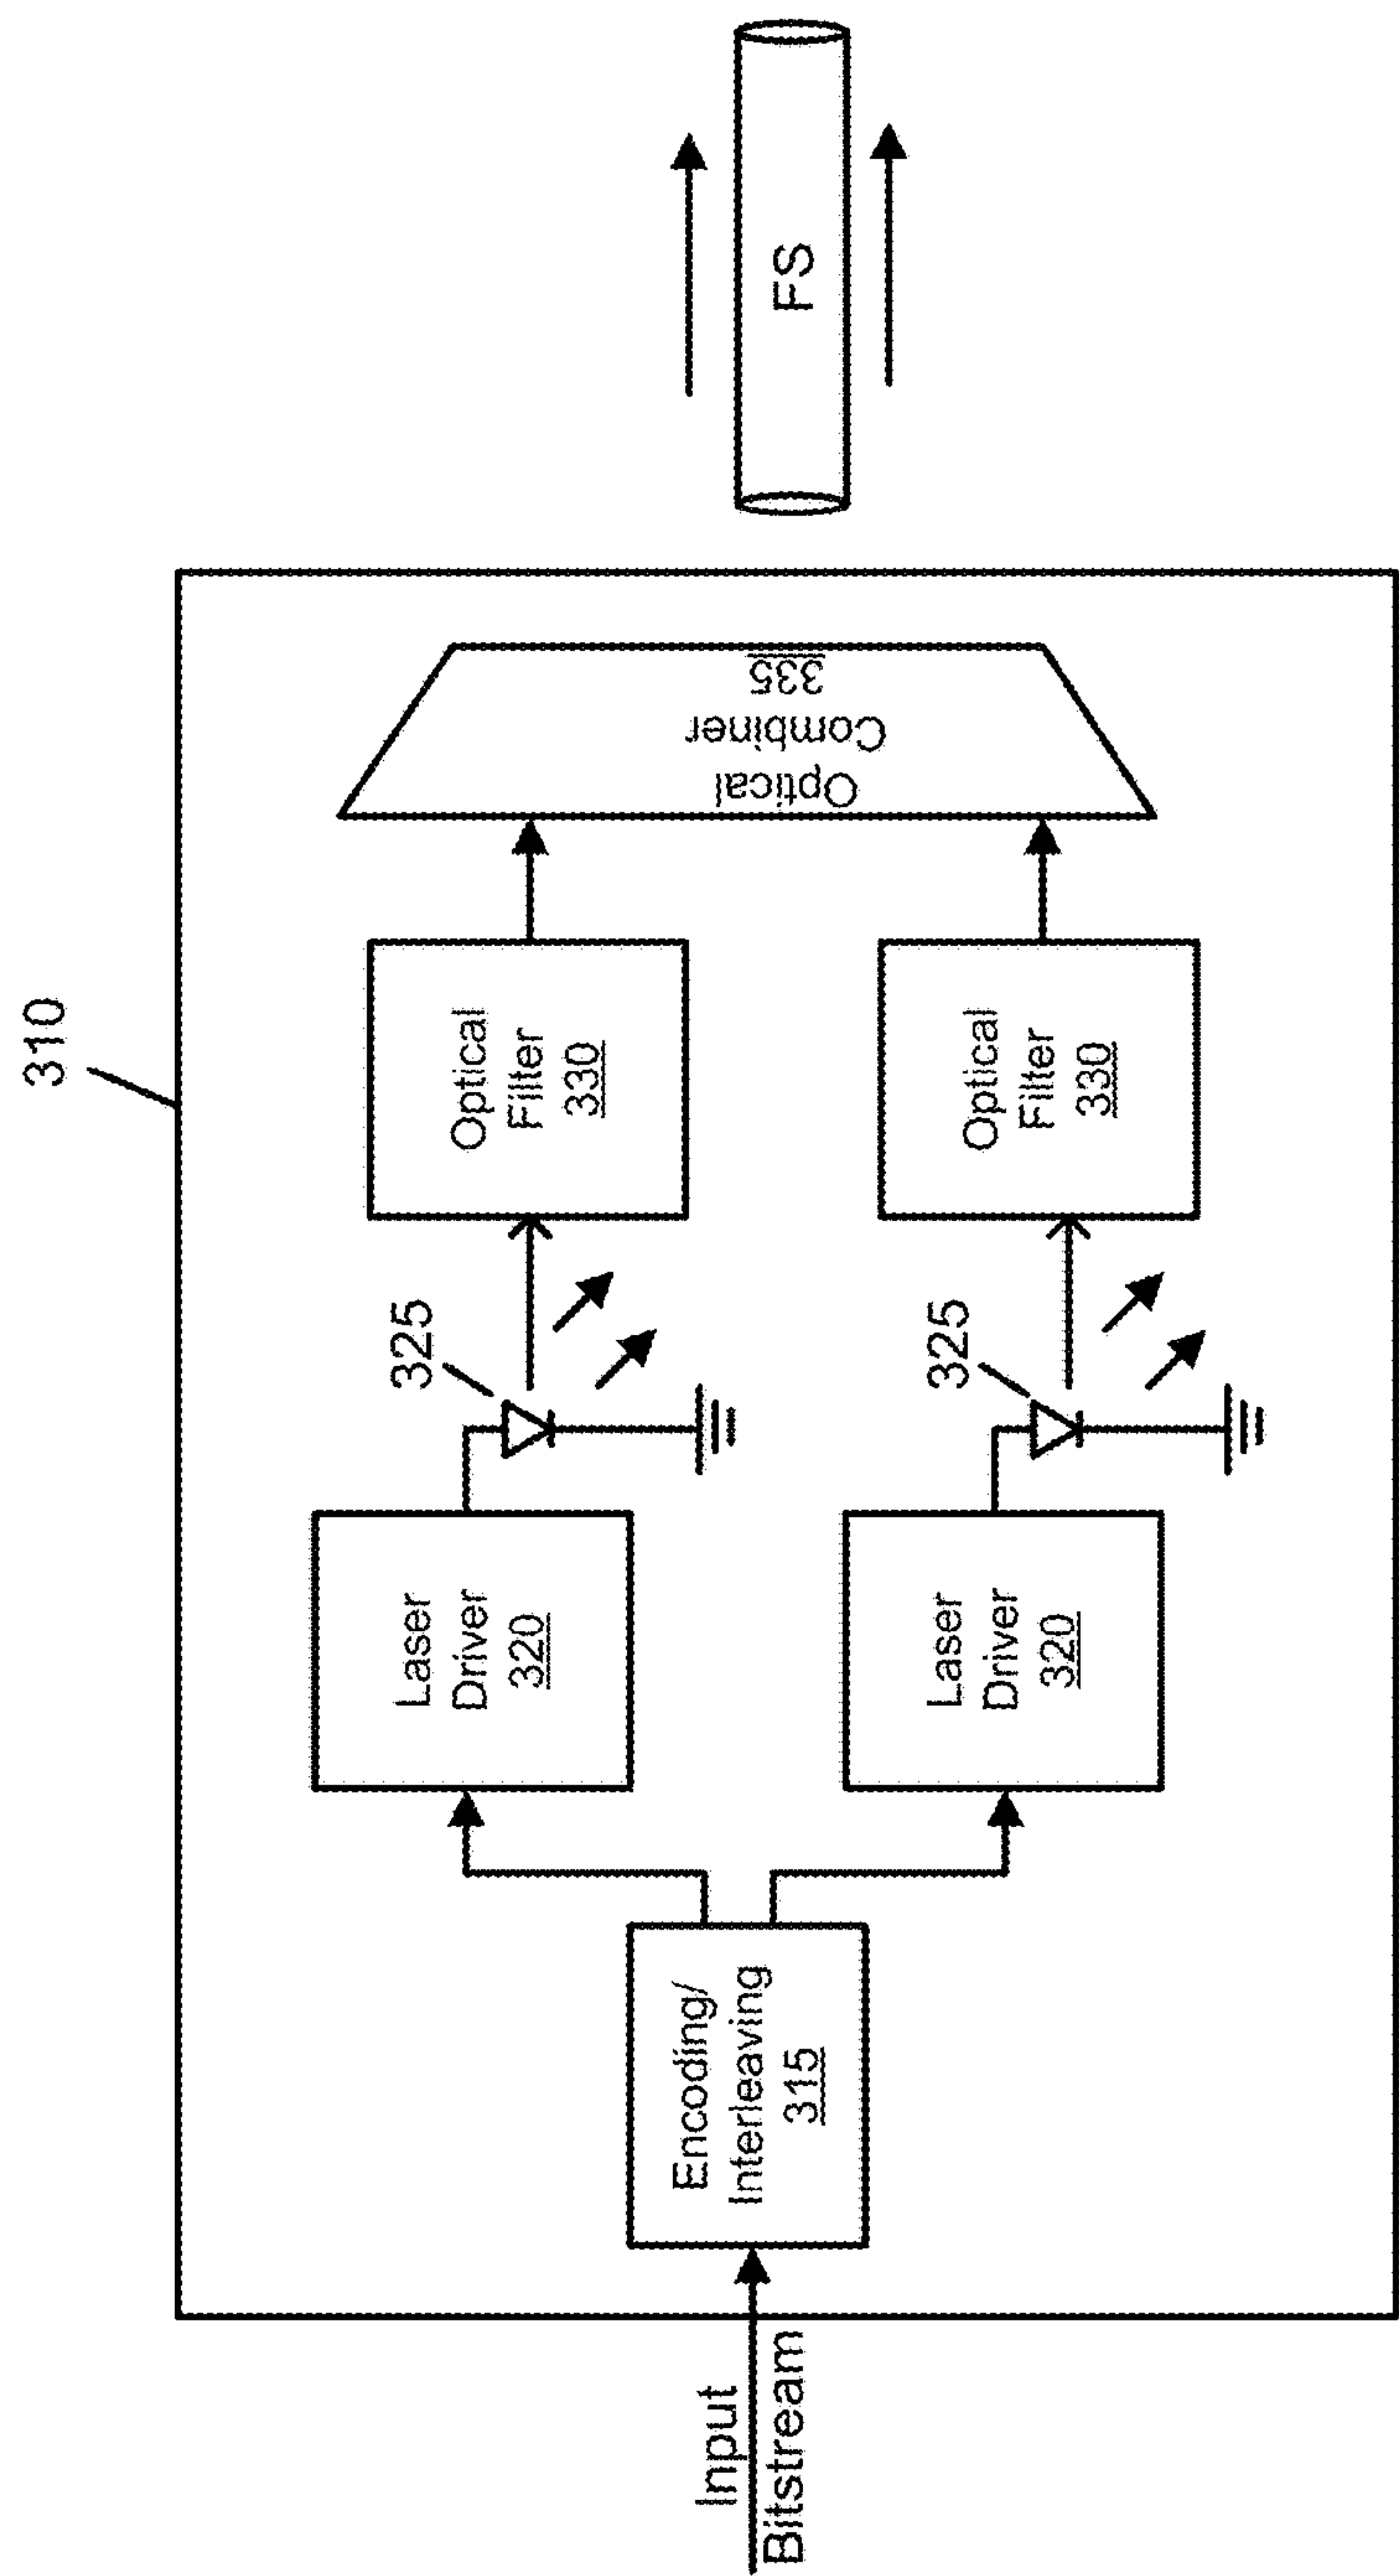 310
Input
Bitstream
Encoding/
Interleaving
315
Laser
Driver
320
325
Optical
Filter
330
Laser
Driver
320
325
Optical
Filter
330
Optical
Combiner
335
FS